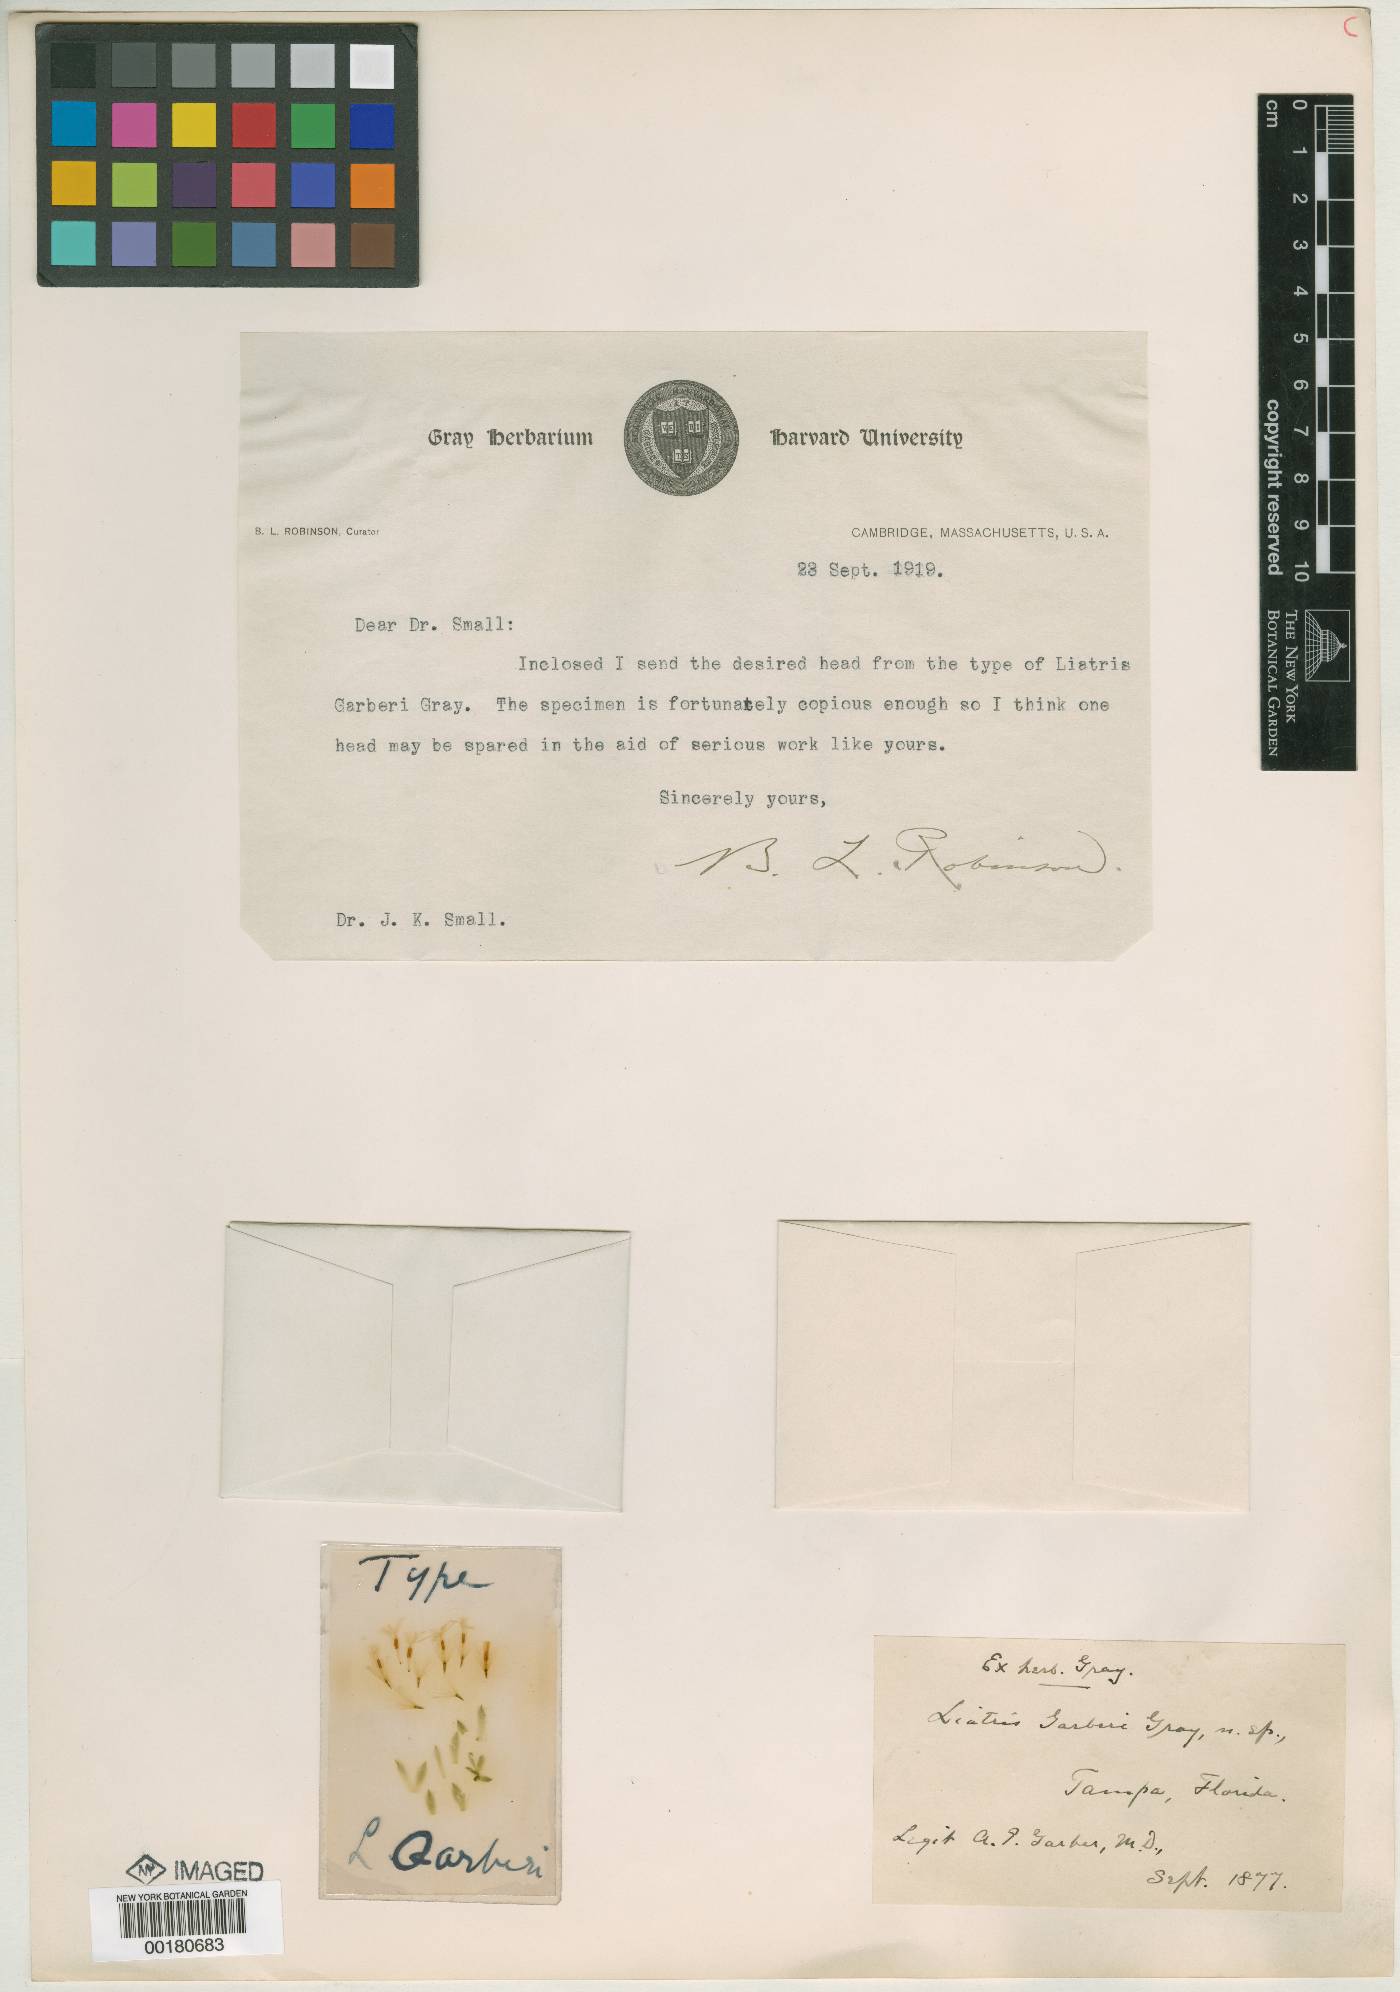 C
cm
0 1 2 3 4 5 6 7 8 9 10
copyright reserved
THE NEW YORK
BOTANICAL GARDEN
Gray Herbarium Harvard University
B. L. ROBINSON, Curator
CAMBRIDGE, MASSACHUSETTS, U. S. A.
23 Sept. 1919.
Dear Dr. Small:
Inclosed I send the desired head from the type of Liatris
Garberi Gray. The specimen is fortunately copious enough so I think one
head may be spared in the aid of serious work like yours.
Sincerely yours,
B. L. Robinson.
Dr. J. K. Small.
Type
L Garberi
Ex herb. Gray.
Liatris Garberi Gray, n. sp.,
Tampa, Florida.
Legit A. P. Garber, M.D.,
Sept. 1877.
IMAGED
NEW YORK BOTANICAL GARDEN
00180683